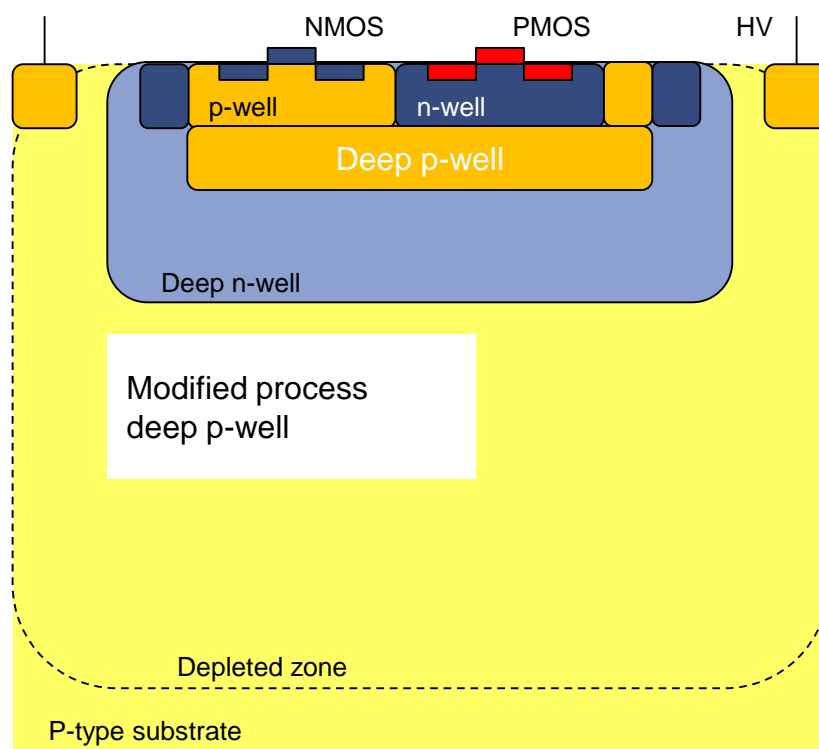 NMOS
PMOS
HV
p-well
n-well
Deep p-well
Deep n-well
Modified process
deep p-well
Depleted zone
P-type substrate